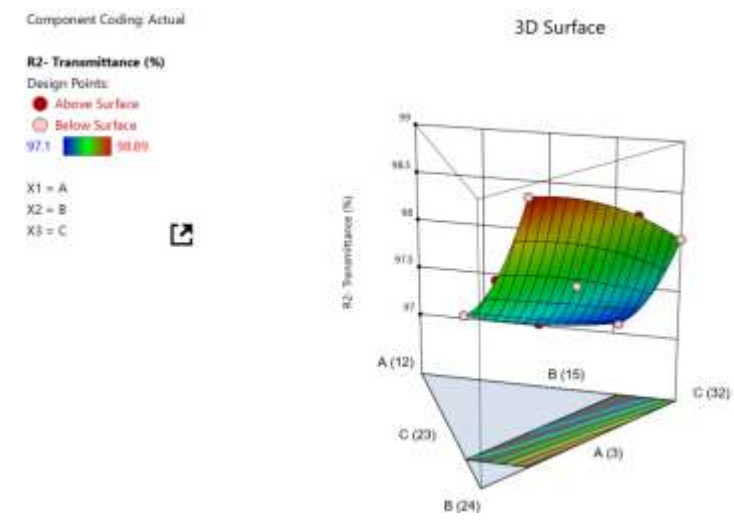 Component Coding: Actual
3D Surface
R2- Transmittance (%)
Design Points:
Above Surface
Below Surface
97.1 98.89
X1 = A
X2 = B
X3 = C
R2- Transmittance (%)
99
98.5
98
97.5
97
A (12)
B (15)
C (32)
C (23)
A (3)
B (24)